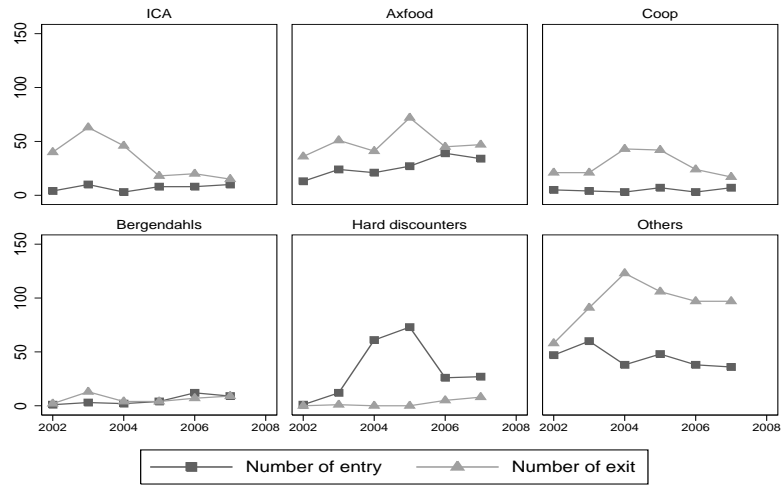 ICA Axfood Coop
150
100
50
0
Bergendahls Hard discounters Others
150
100
50
0
2002 2004 2006 2008 2002 2004 2006 2008 2002 2004 2006 2008
Number of entry Number of exit